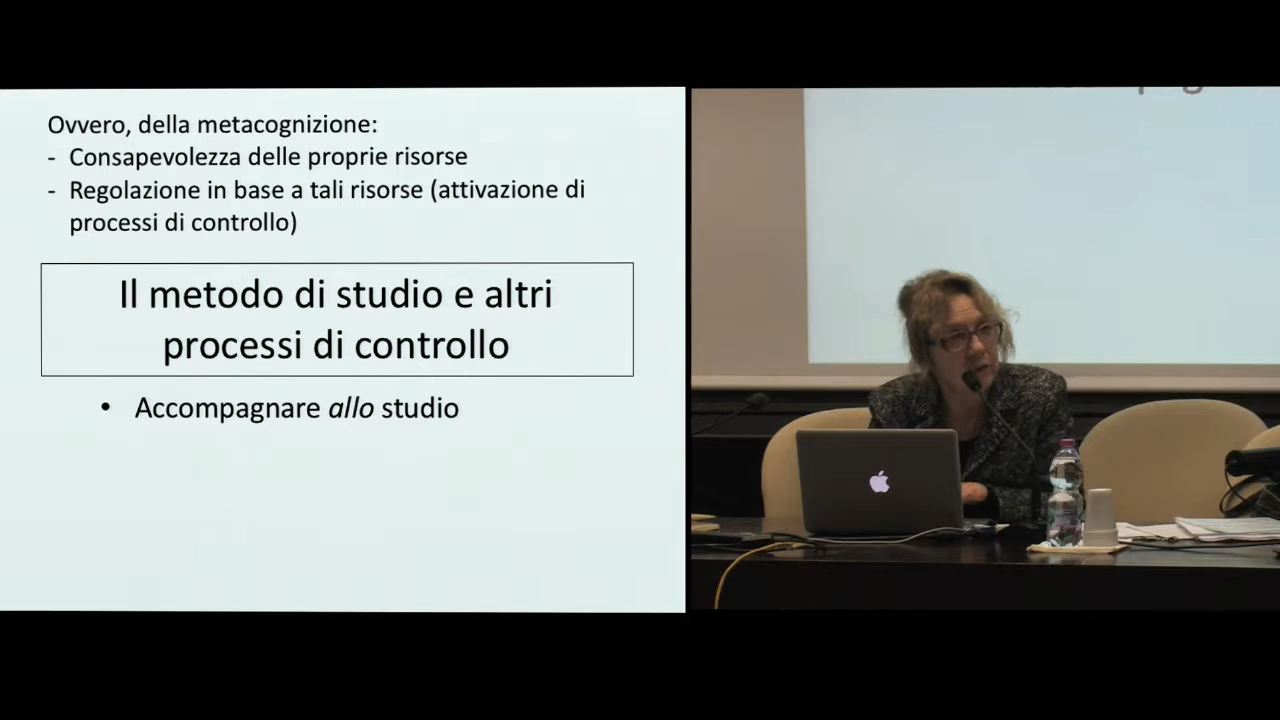 Ovvero, della metacognizione:
- Consapevolezza delle proprie risorse
- Regolazione in base a tali risorse (attivazione di
processi di controllo)
Il metodo di studio e altri
processi di controllo
• Accompagnare allo studio